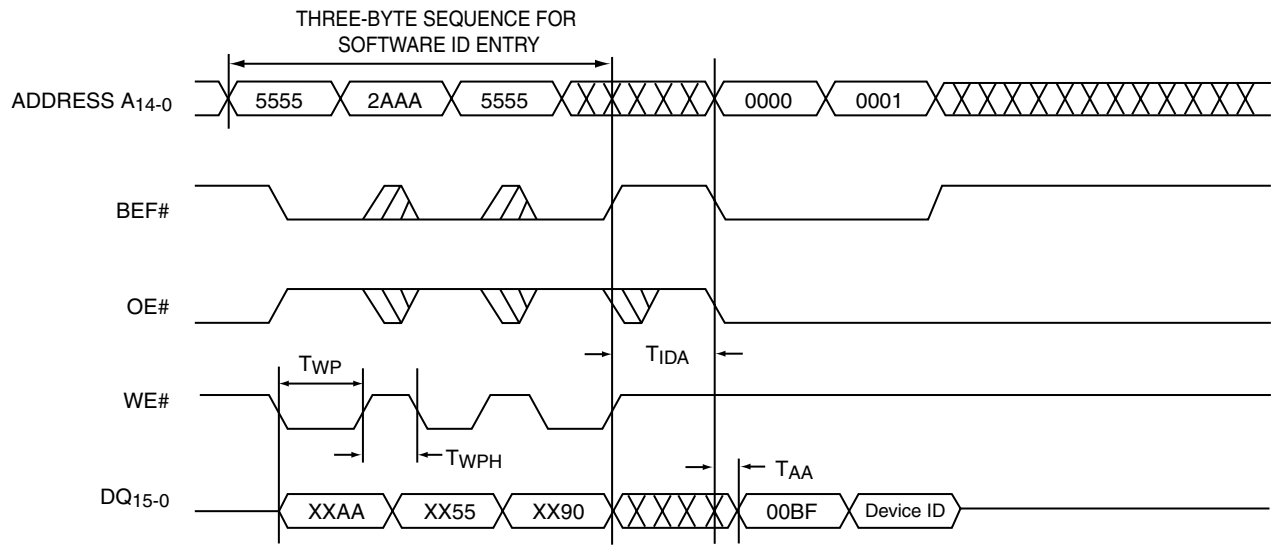 THREE-BYTE SEQUENCE FOR
SOFTWARE ID ENTRY
ADDRESS A14-0
5555
2AAA
5555
0000
0001
BEF#
OE#
TIDA
TWP
WE#
TWPH
TAA
DQ15-0
XXAA
XX55
XX90
00BF
Device ID